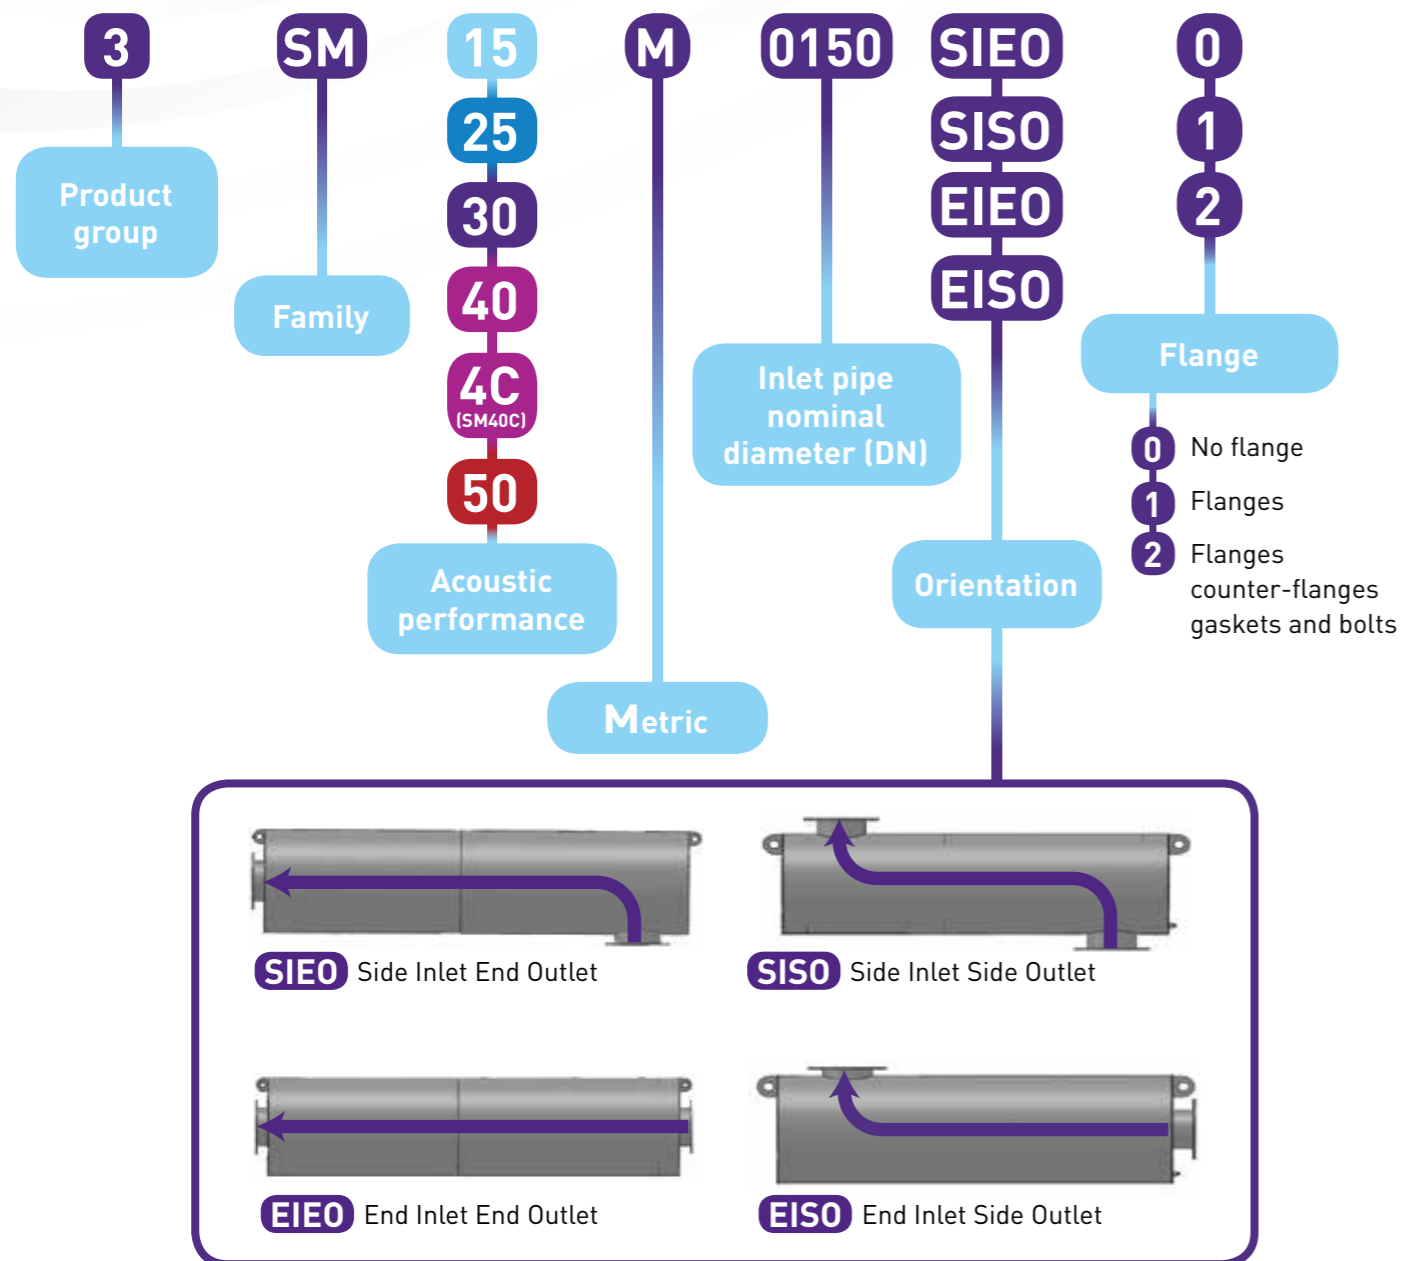 3 SM 15 M 0150 SIEO 0
25 SISO 1
30 EIEO 2
40 EISO
4C
(SM40C)
50
Product
group
Family
Acoustic
performance
Metric
Inlet pipe
nominal
diameter (DN)
Orientation
Flange
0 No flange
1 Flanges
2 Flanges
counter-flanges
gaskets and bolts
SIEO Side Inlet End Outlet
SISO Side Inlet Side Outlet
EIEO End Inlet End Outlet
EISO End Inlet Side Outlet